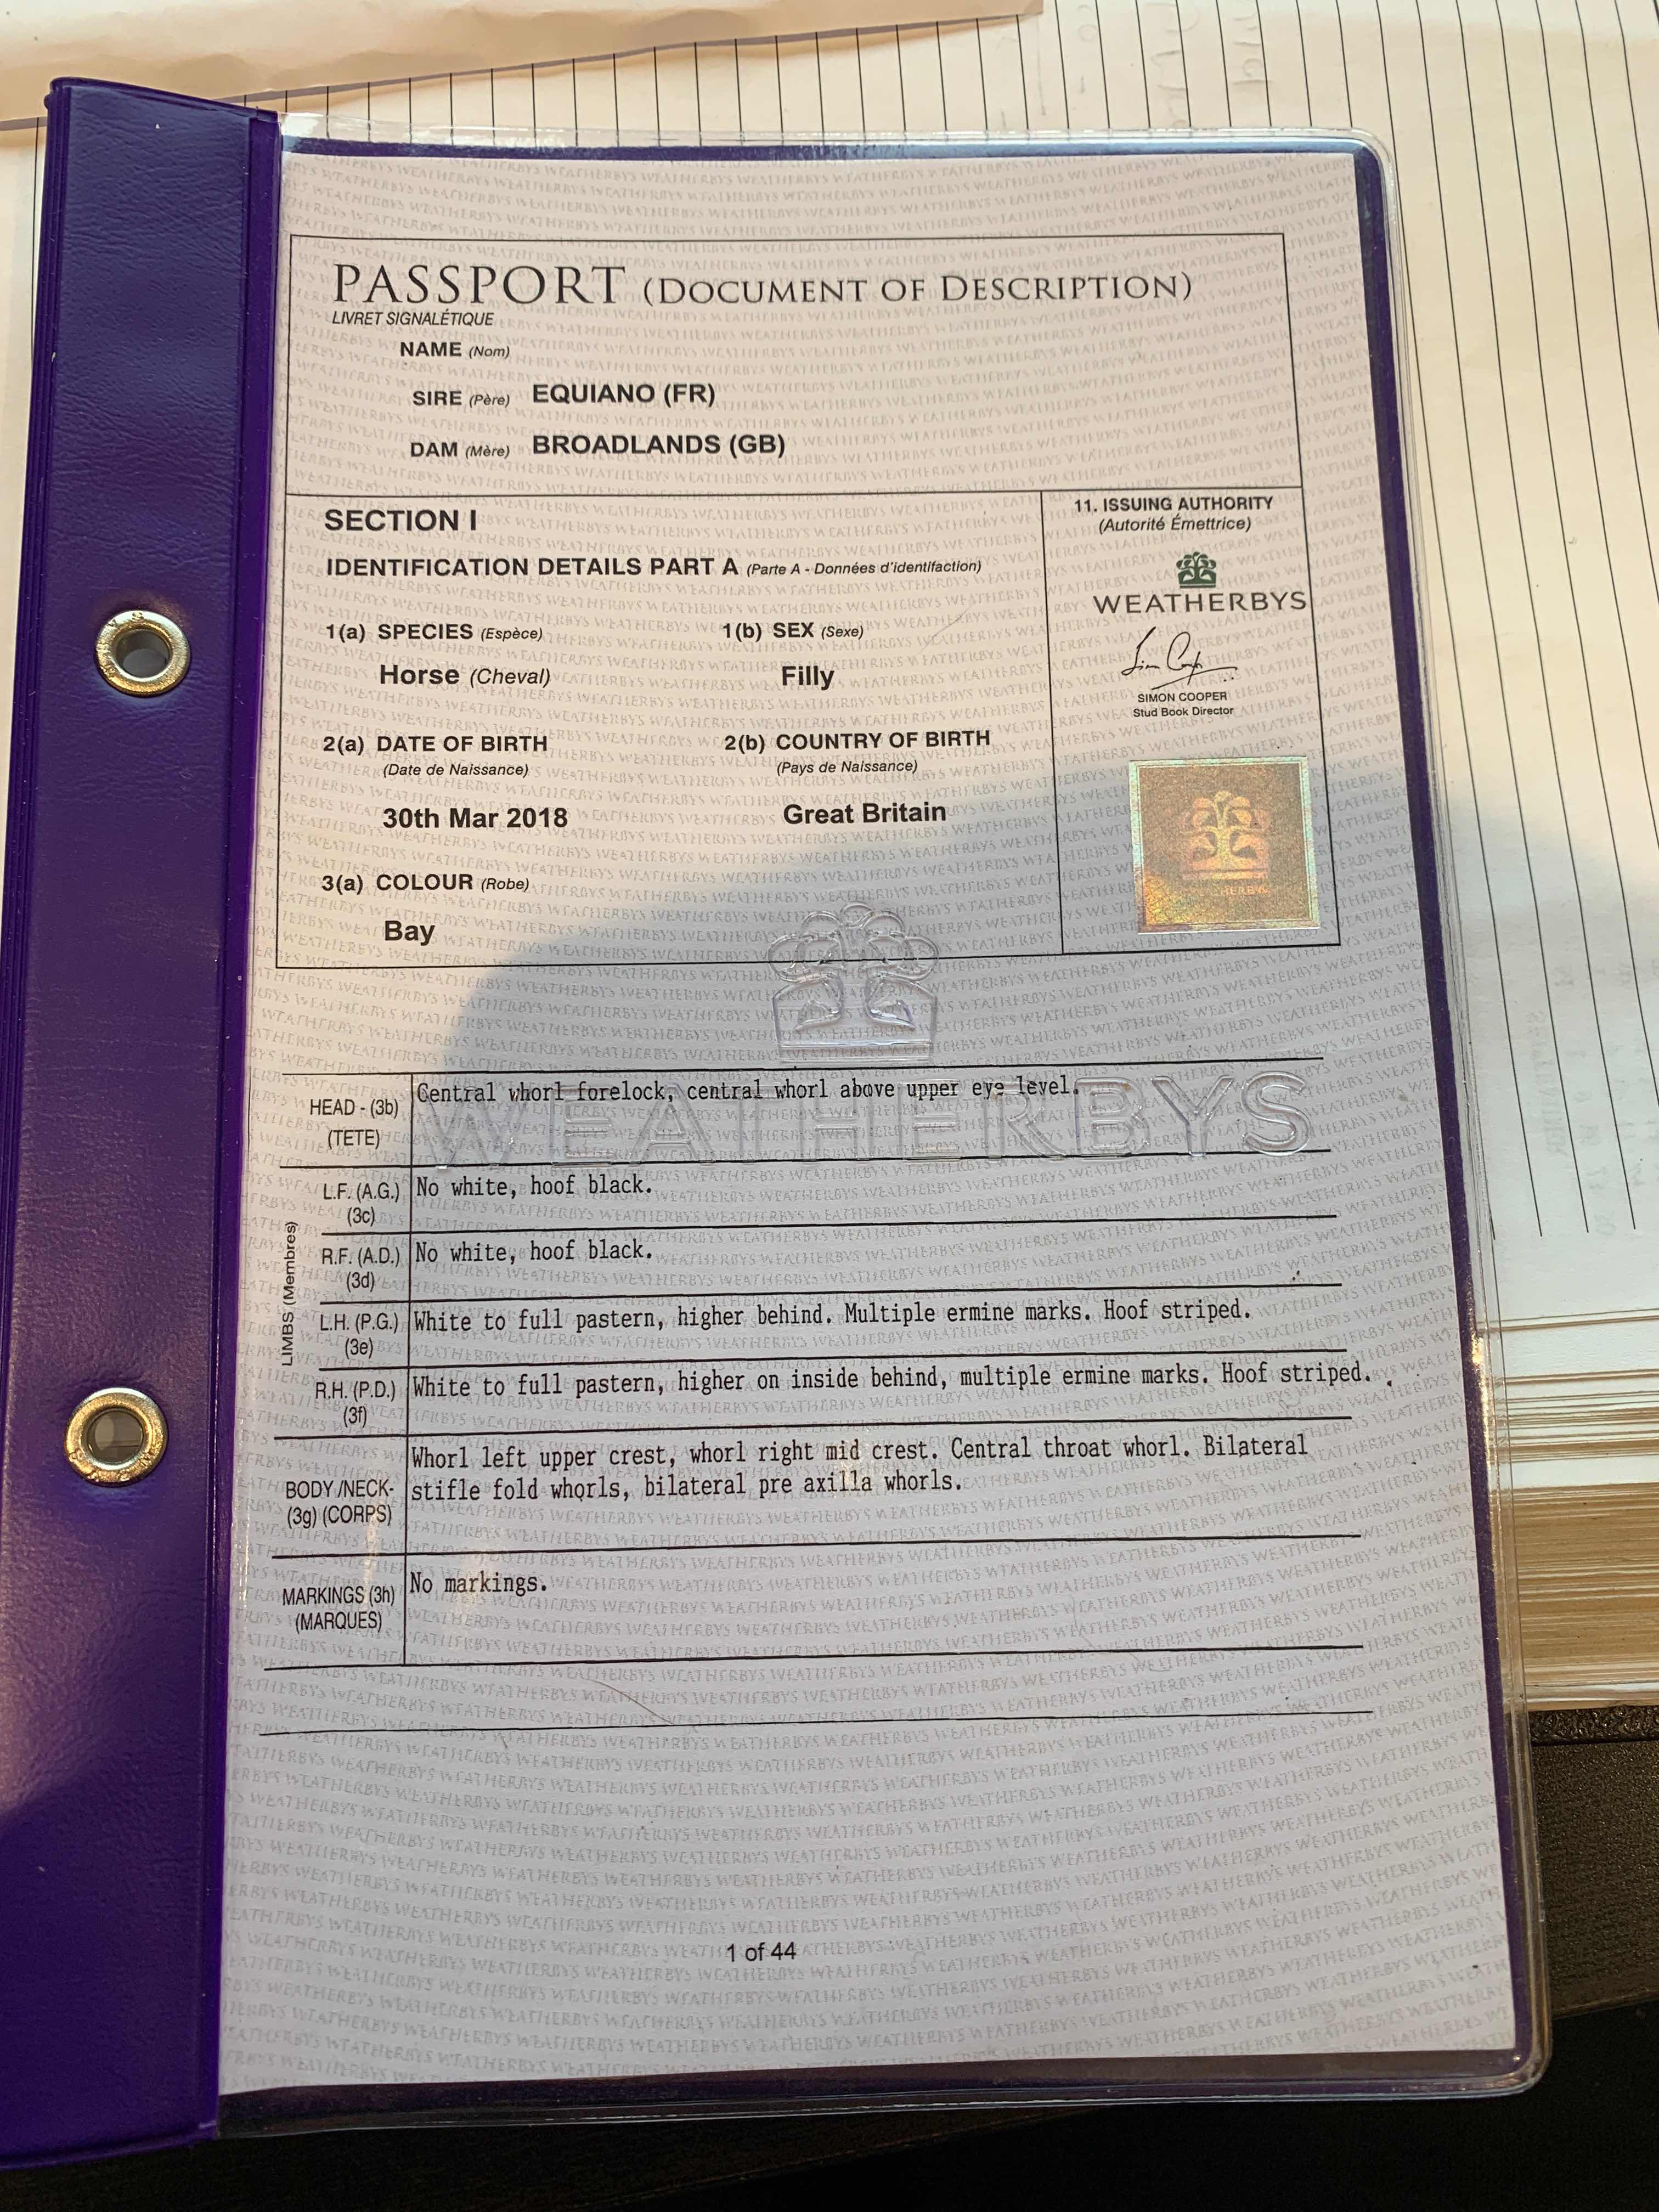 PASSPORT (DOCUMENT OF DESCRIPTION)
LIVRET SIGNALÉTIQUE
NAME (Nom)
SIRE (Père) EQUIANO (FR)
DAM (Mère) BROADLANDS (GB)
SECTION I
IDENTIFICATION DETAILS PART A (Parte A - Données d'identifaction)
1(a) SPECIES (Espèce) 1(b) SEX (Sexe)
Horse (Cheval) Filly
2(a) DATE OF BIRTH 2(b) COUNTRY OF BIRTH
(Date de Naissance) (Pays de Naissance)
30th Mar 2018 Great Britain
3(a) COLOUR (Robe)
Bay
11. ISSUING AUTHORITY
(Autorité Émettrice)
WEATHERBYS
SIMON COOPER
Stud Book Director
WEATHERBYS
HEAD - (3b) Central whorl forelock, central whorl above upper eye level.
(TETE)
LIMBS (Membres)
L.F. (A.G.) No white, hoof black.
(3c)
R.F. (A.D.) No white, hoof black.
(3d)
L.H. (P.G.) White to full pastern, higher behind. Multiple ermine marks. Hoof striped.
(3e)
R.H. (P.D.) White to full pastern, higher on inside behind, multiple ermine marks. Hoof striped.
(3f)
Whorl left upper crest, whorl right mid crest. Central throat whorl. Bilateral
BODY /NECK- stifle fold whorls, bilateral pre axilla whorls.
(3g) (CORPS)
MARKINGS (3h) No markings.
(MARQUES)
1 of 44